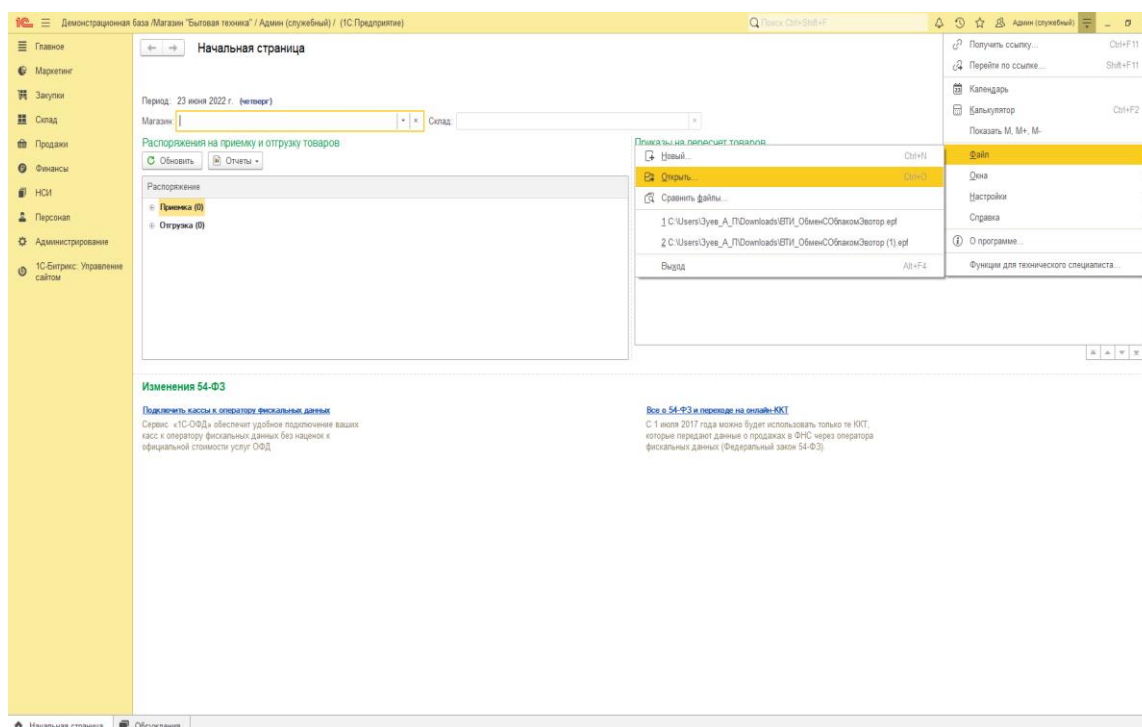 1С Демонстрационная база /Магазин "Бытовая техника" / Админ (служебный) / (1С:Предприятие)
Поиск Ctrl+Shift+F
Админ (служебный)
Главное
Маркетинг
Закупки
Склад
Продажи
Финансы
НСИ
Персонал
Администрирование
1С-Битрикс: Управление
сайтом
Начальная страница
Период: 23 июня 2022 г. (четверг)
Магазин:
Склад:
Распоряжения на приемку и отгрузку товаров
Обновить
Отчеты
Распоряжение
Приемка (0)
Отгрузка (0)
Приказы на пересчет товаров
Новый... Ctrl+N
Открыть... Ctrl+O
Сравнить файлы...
1 C:\Users\Зуев_А_П\Downloads\ВТИ_ОбменСОблакомЭвотор.epf
2 C:\Users\Зуев_А_П\Downloads\ВТИ_ОбменСОблакомЭвотор (1).epf
Выход Alt+F4
Получить ссылку... Ctrl+F11
Перейти по ссылке... Shift+F11
Календарь
Калькулятор Ctrl+F2
Показать M, M+, M-
Файл
Окна
Настройки
Справка
О программе...
Функции для технического специалиста...
Изменения 54-ФЗ
Подключить кассы к оператору фискальных данных
Сервис «1С-ОФД» обеспечит удобное подключение ваших
касс к оператору фискальных данных без наценок к
официальной стоимости услуг ОФД
Все о 54-ФЗ и переходе на онлайн-ККТ
С 1 июля 2017 года можно будет использовать только те ККТ,
которые передают данные о продажах в ФНС через оператора
фискальных данных (Федеральный закон 54-ФЗ)
Начальная страница
Обсуждения